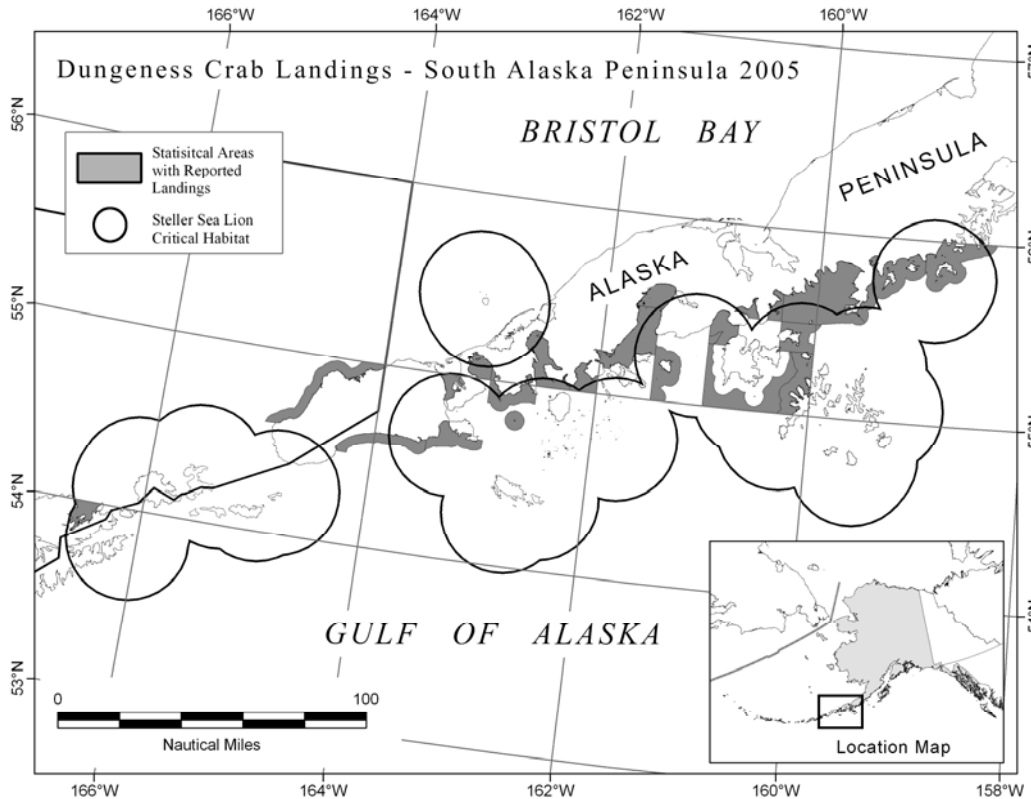 166°W
164°W
162°W
160°W
Dungeness Crab Landings - South Alaska Peninsula 2005
56°N
BRISTOL BAY
Statisitcal Areas
with Reported
Landings
Steller Sea Lion
Critical Habitat
PENINSULA
ALASKA
55°N
54°N
53°N
GULF OF ALASKA
0
100
Nautical Miles
Location Map
166°W
164°W
162°W
160°W
158°W